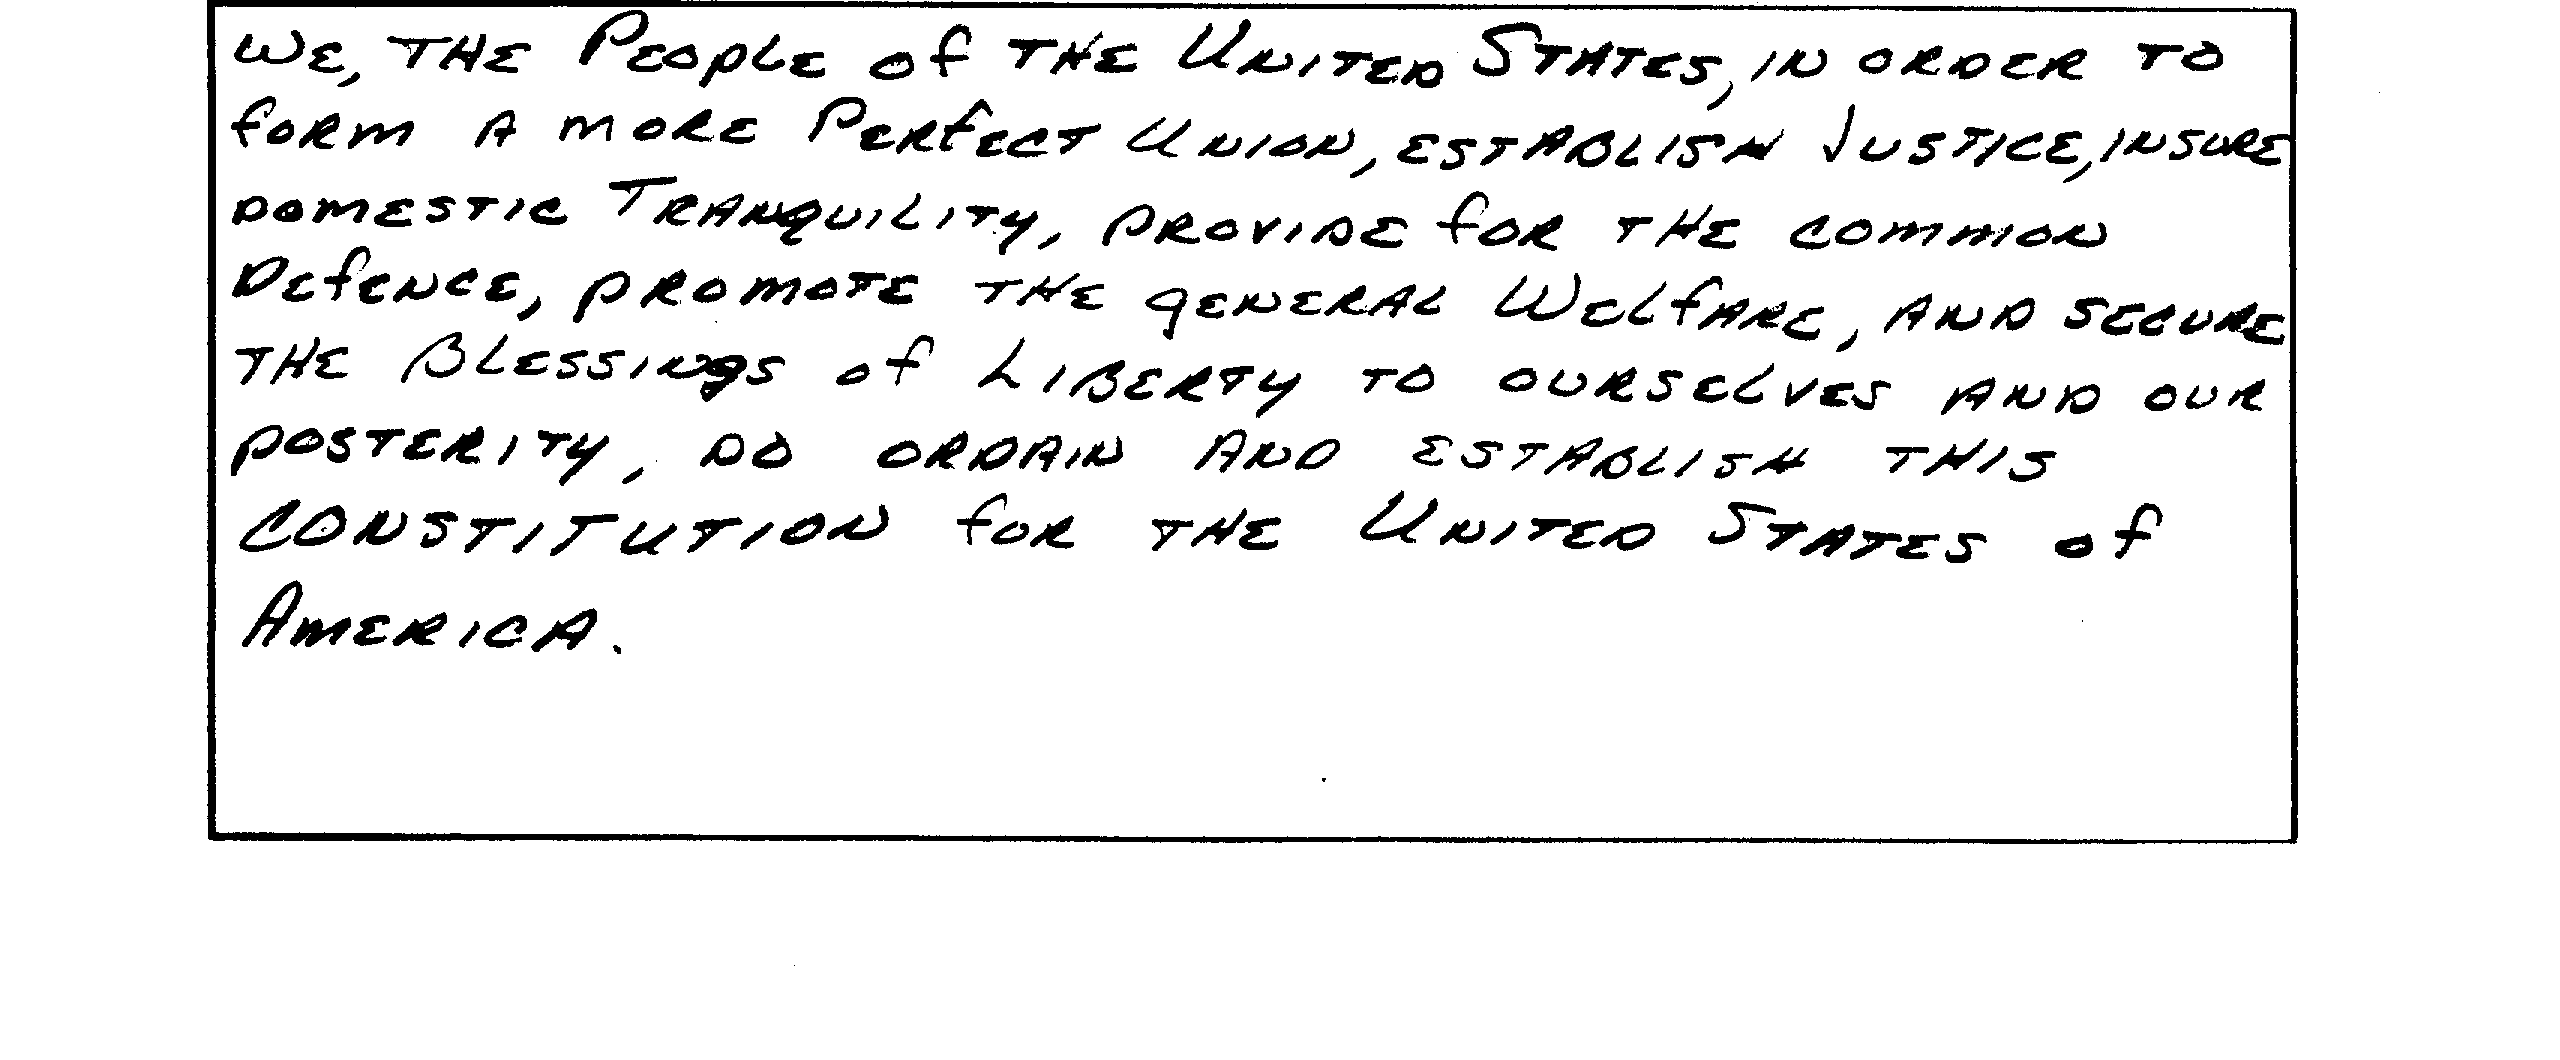 We, the People of the United States, in order to
form a more Perfect Union, establish Justice, insure
domestic Tranquility, provide for the common
Defence, promote the general Welfare, and secure
the Blessings of Liberty to ourselves and our
posterity, do ordain and establish this
Constitution for the United States of
America.